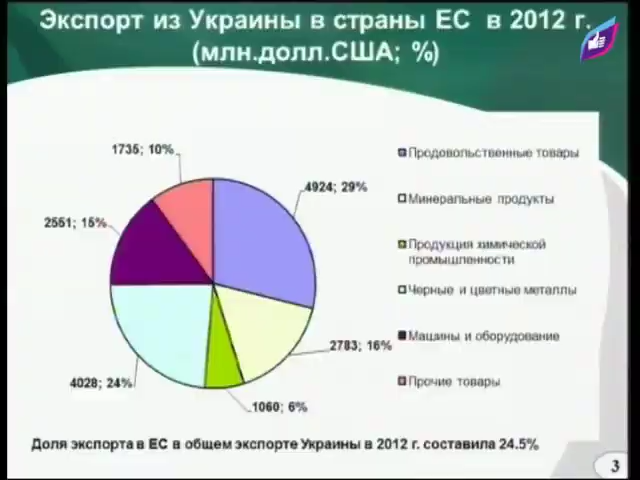 Экспорт из Украины в страны ЕС в 2012 г.
(млн.долл.США; %)
1735; 10%
4924; 29%
2551; 15%
2783; 16%
4028; 24%
1060; 6%
Продовольственные товары
Минеральные продукты
Продукция химической
промышленности
Черные и цветные металлы
Машины и оборудование
Прочие товары
Доля экспорта в ЕС в общем экспорте Украины в 2012 г. составила 24.5%
3